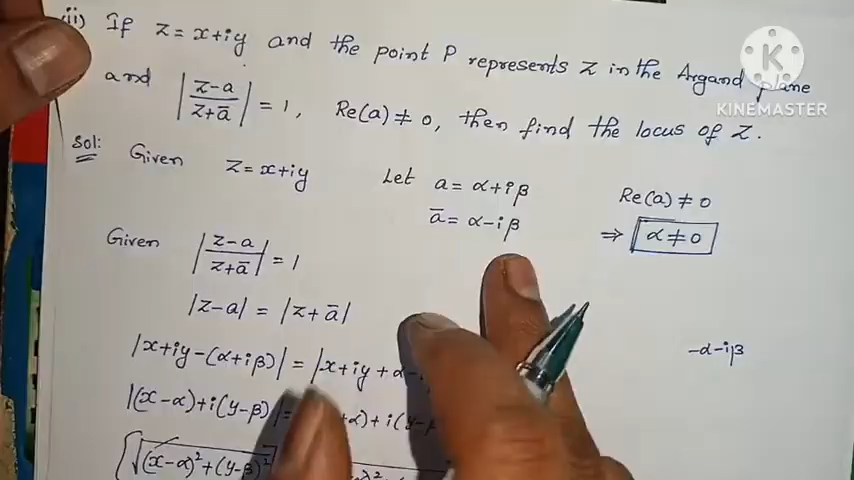 (ii) If z = x+iy and the point P represents z in the Argand plane
and |z-a / z+a̅| = 1, Re(a) ≠ 0, then find the locus of z.
KINEMASTER
Sol: Given z = x+iy Let a = α+iβ Re(a) ≠ 0
a̅ = α-iβ ⇒ α ≠ 0
Given |z-a / z+a̅| = 1
|z-a| = |z+a̅|
|x+iy-(α+iβ)| = |x+iy+α-
-α-iβ
|(x-α)+i(y-β)| = +α)+i(y-β
√(x-α)²+(y-β)²